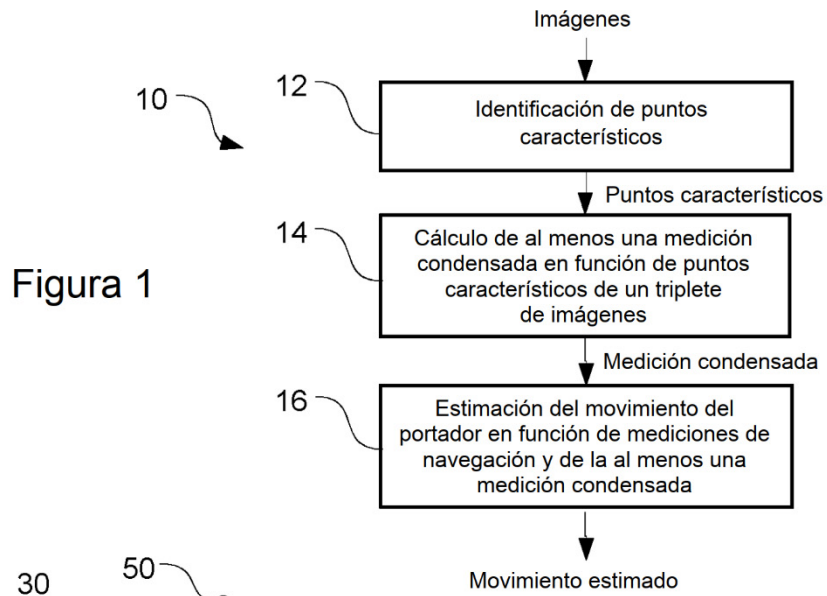 Imágenes
12
10
Identificación de puntos
característicos
Puntos característicos
14
Cálculo de al menos una medición
condensada en función de puntos
característicos de un triplete
de imágenes
Figura 1
Medición condensada
16
Estimación del movimiento del
portador en función de mediciones de
navegación y de la al menos una
medición condensada
30
50
Movimiento estimado